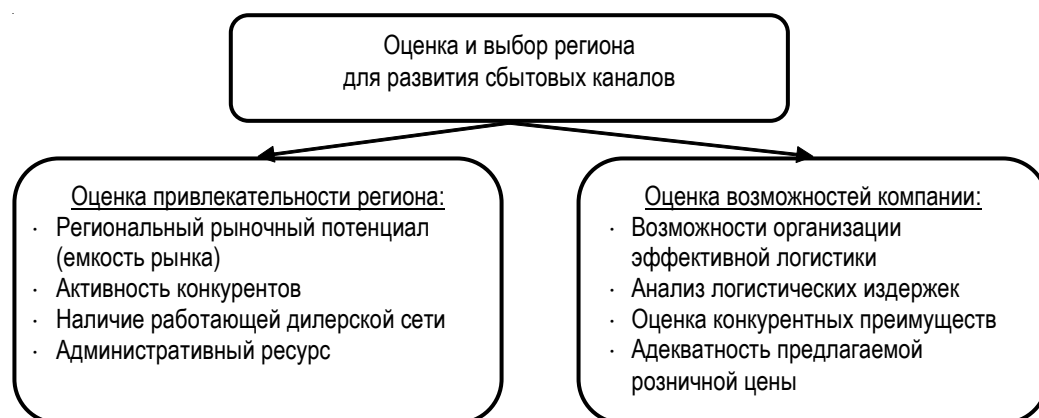 Оценка и выбор региона
для развития сбытовых каналов
Оценка привлекательности региона:
· Региональный рыночный потенциал
(емкость рынка)
· Активность конкурентов
· Наличие работающей дилерской сети
· Административный ресурс
Оценка возможностей компании:
· Возможности организации
эффективной логистики
· Анализ логистических издержек
· Оценка конкурентных преимуществ
· Адекватность предлагаемой
розничной цены